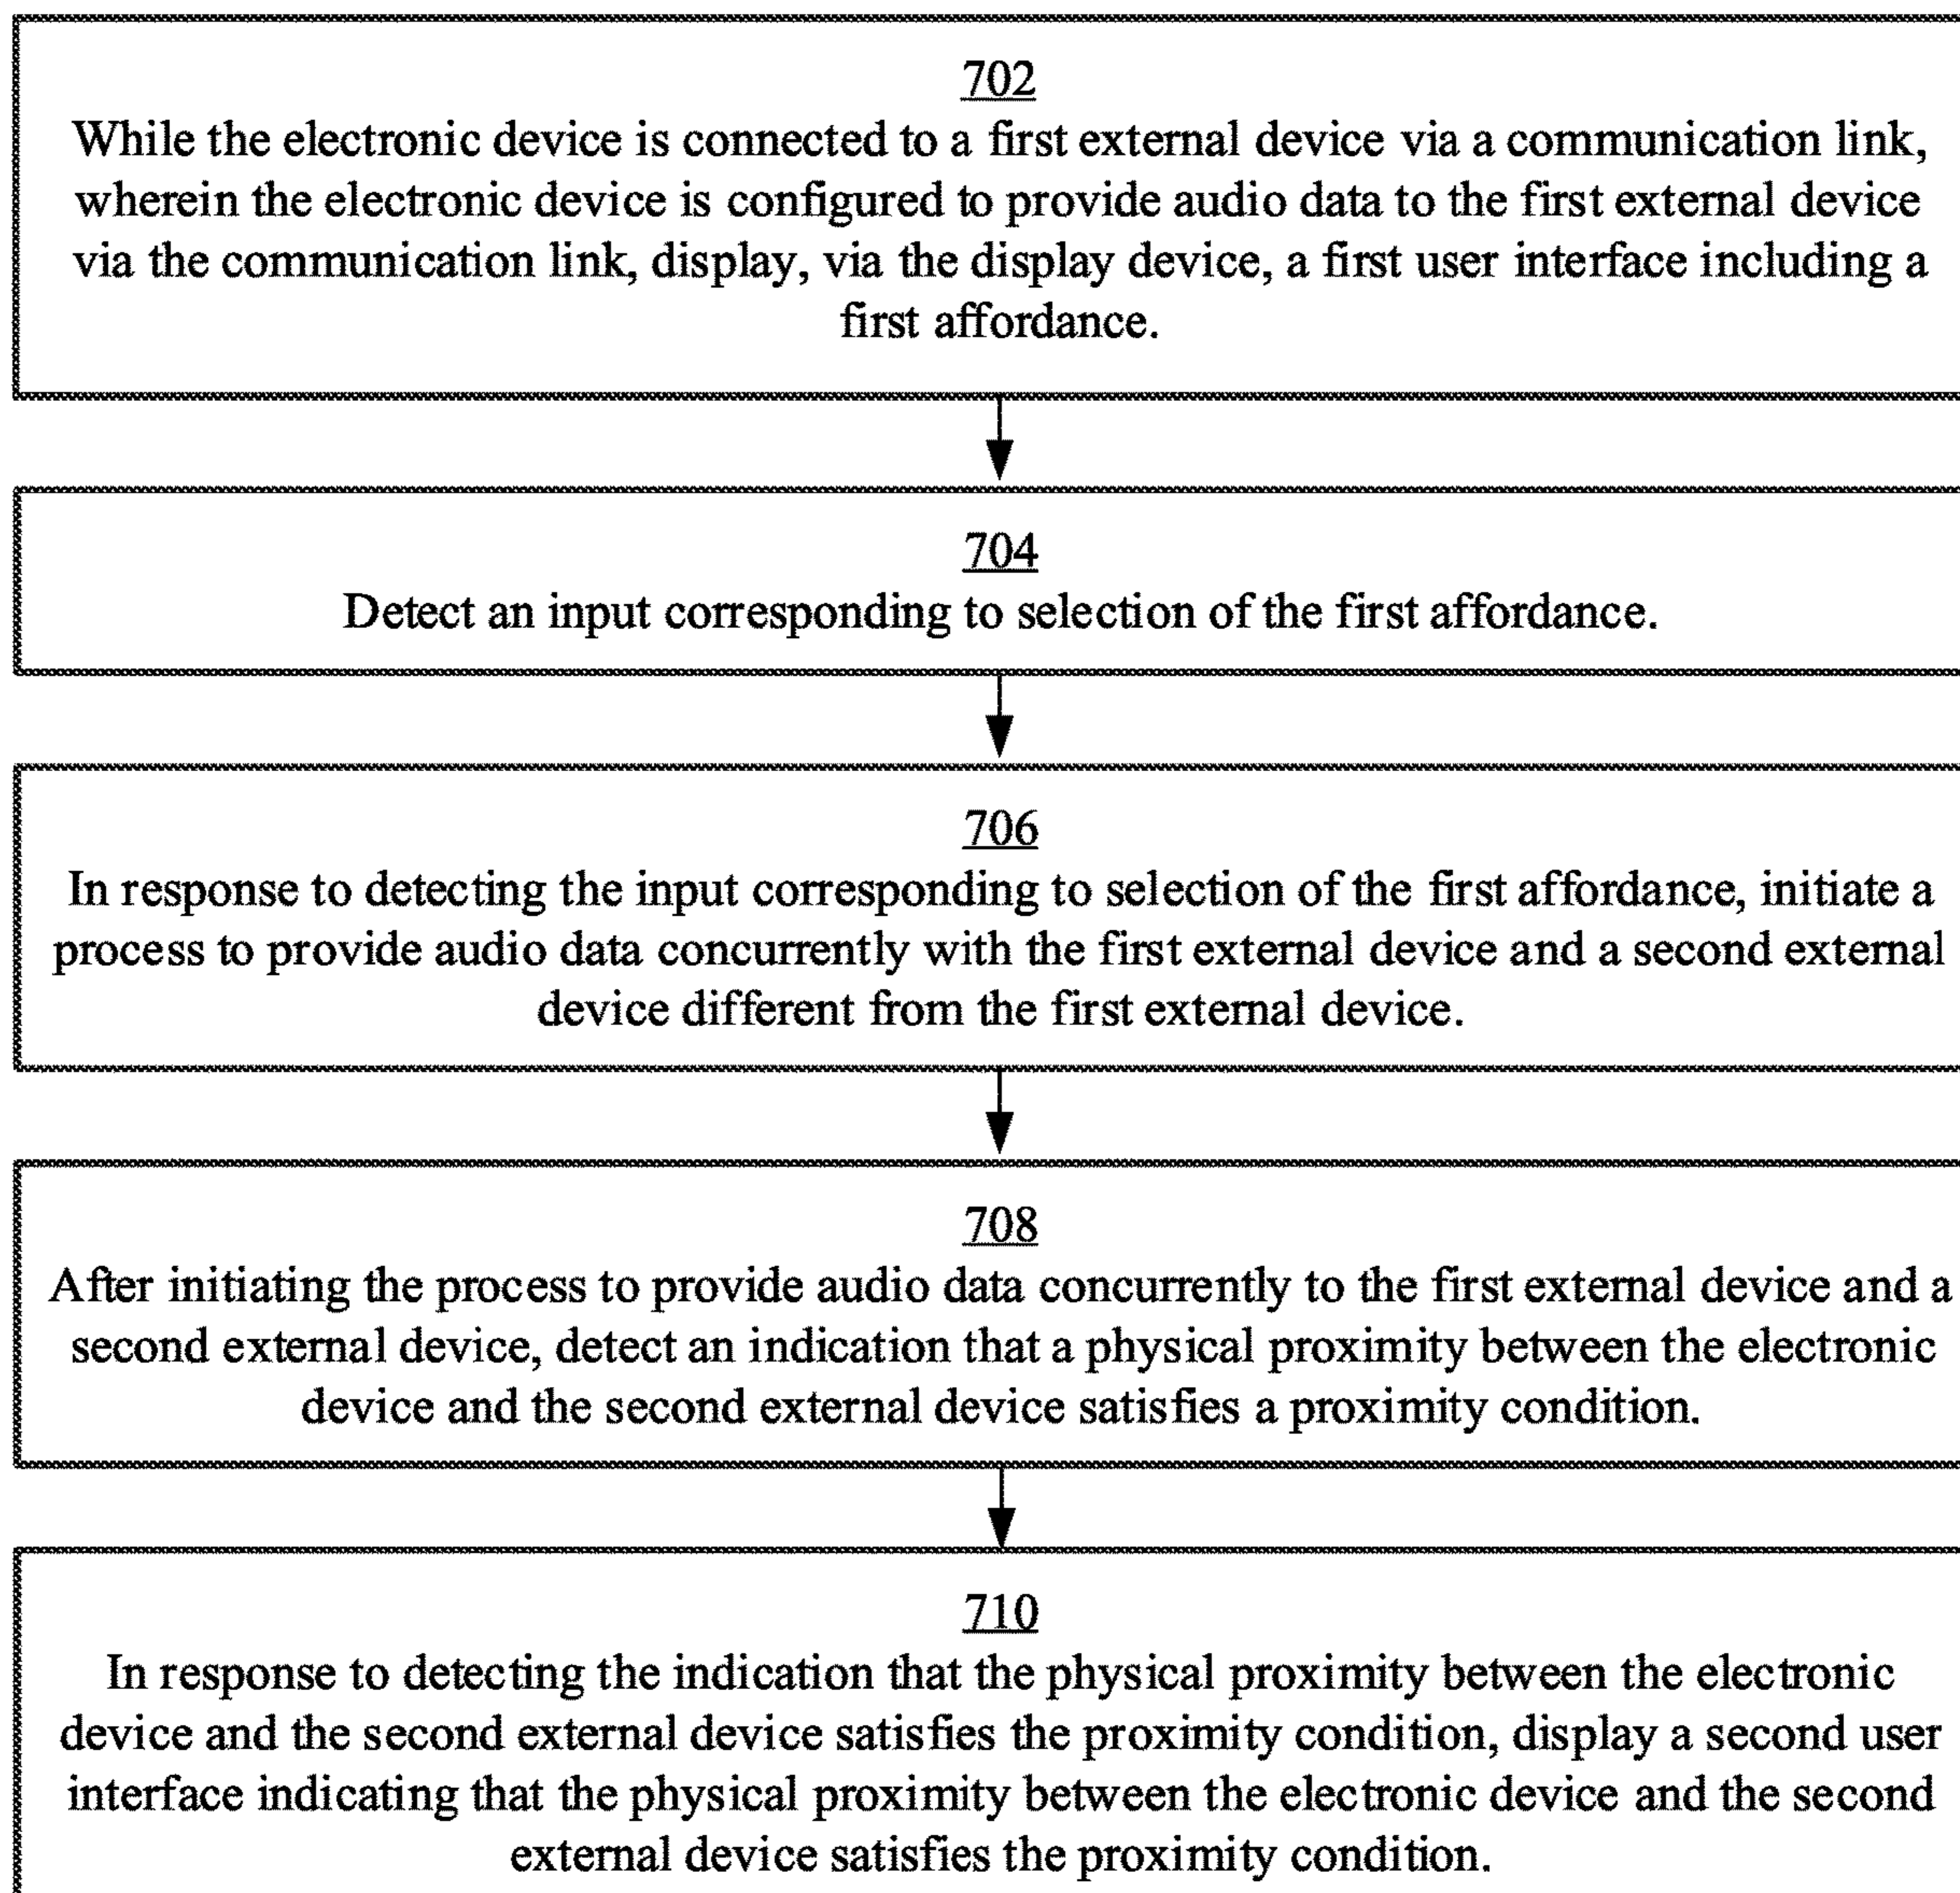 702
While the electronic device is connected to a first external device via a communication link,
wherein the electronic device is configured to provide audio data to the first external device
via the communication link, display, via the display device, a first user interface including a
first affordance.
704
Detect an input corresponding to selection of the first affordance.
706
In response to detecting the input corresponding to selection of the first affordance, initiate a
process to provide audio data concurrently with the first external device and a second external
device different from the first external device.
708
After initiating the process to provide audio data concurrently to the first external device and a
second external device, detect an indication that a physical proximity between the electronic
device and the second external device satisfies a proximity condition.
710
In response to detecting the indication that the physical proximity between the electronic
device and the second external device satisfies the proximity condition, display a second user
interface indicating that the physical proximity between the electronic device and the second
external device satisfies the proximity condition.